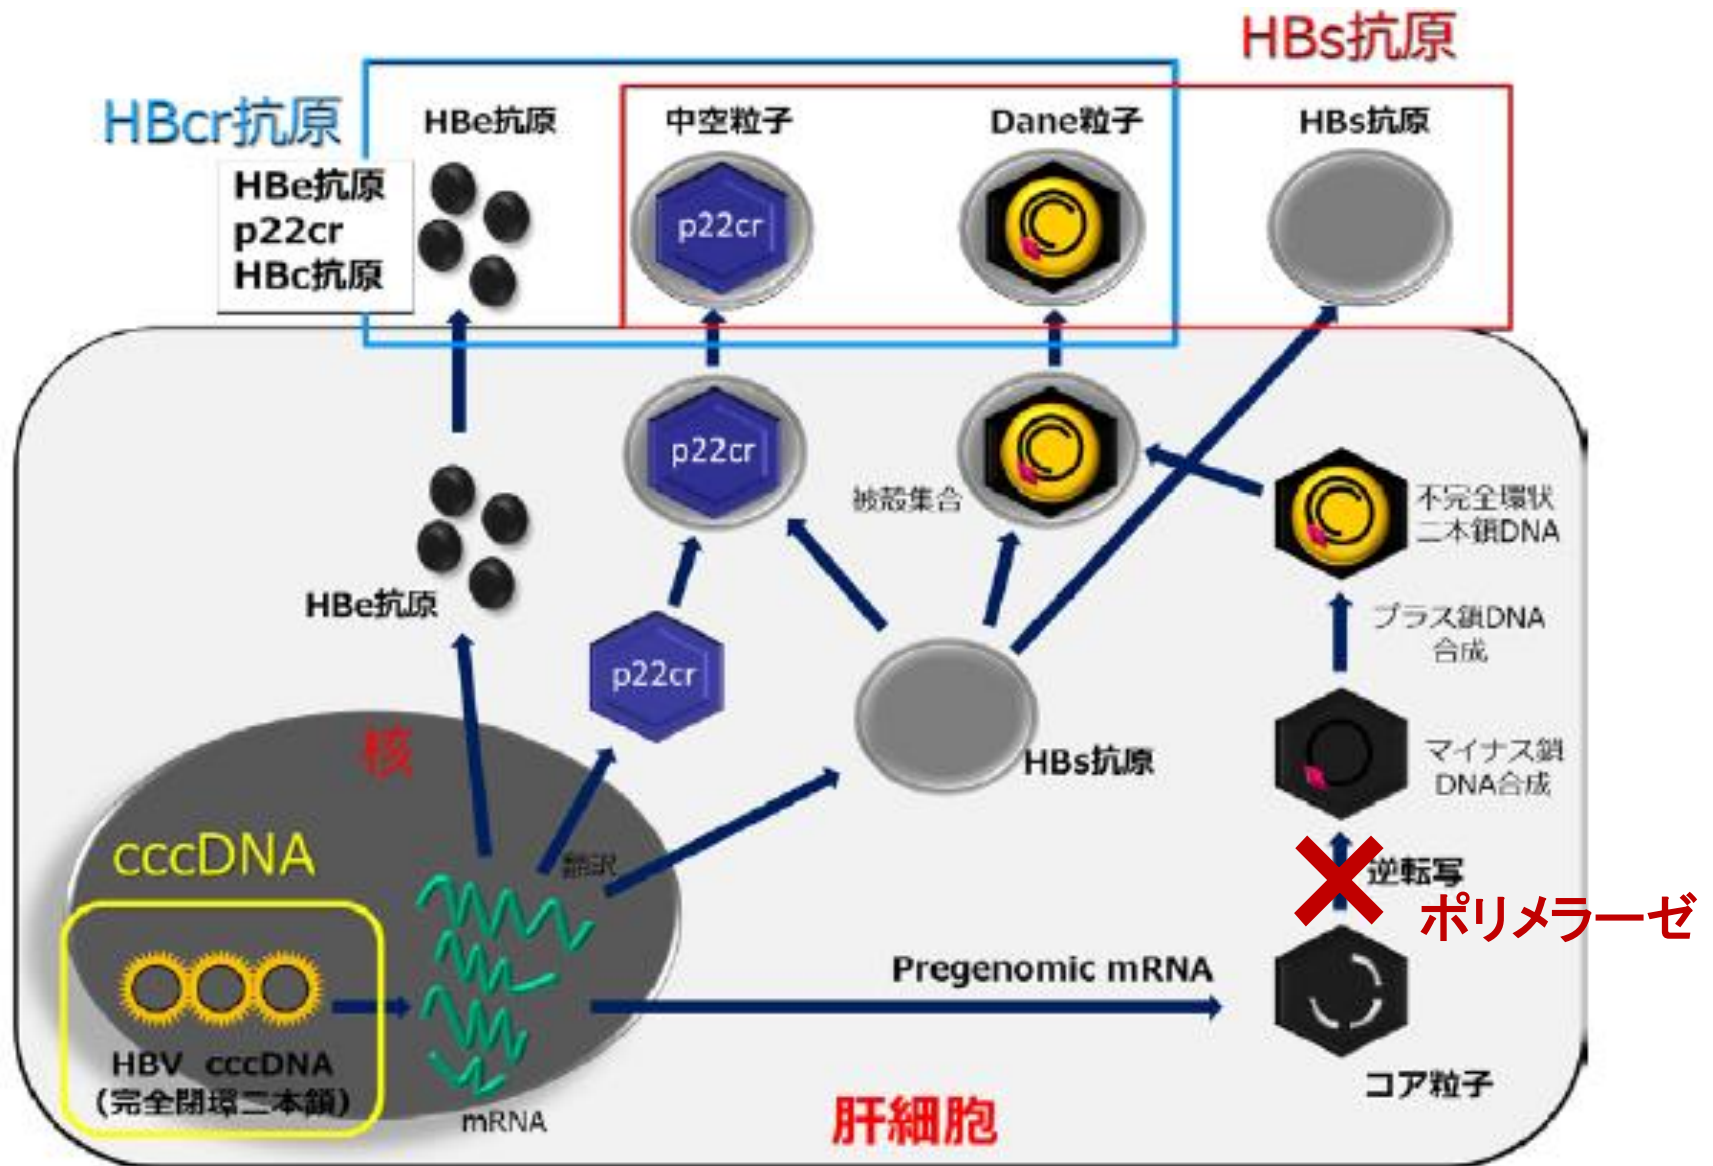 HBs抗原
HBcr抗原
HBe抗原
p22cr
HBc抗原
HBe抗原
中空粒子
Dane粒子
HBs抗原
p22cr
p22cr
被殻集合
不完全環状
二本鎖DNA
HBe抗原
p22cr
プラス鎖DNA
合成
HBs抗原
マイナス鎖
DNA合成
核
cccDNA
翻訳
逆転写
ポリメラーゼ
Pregenomic mRNA
HBV cccDNA
(完全閉環二本鎖)
mRNA
コア粒子
肝細胞